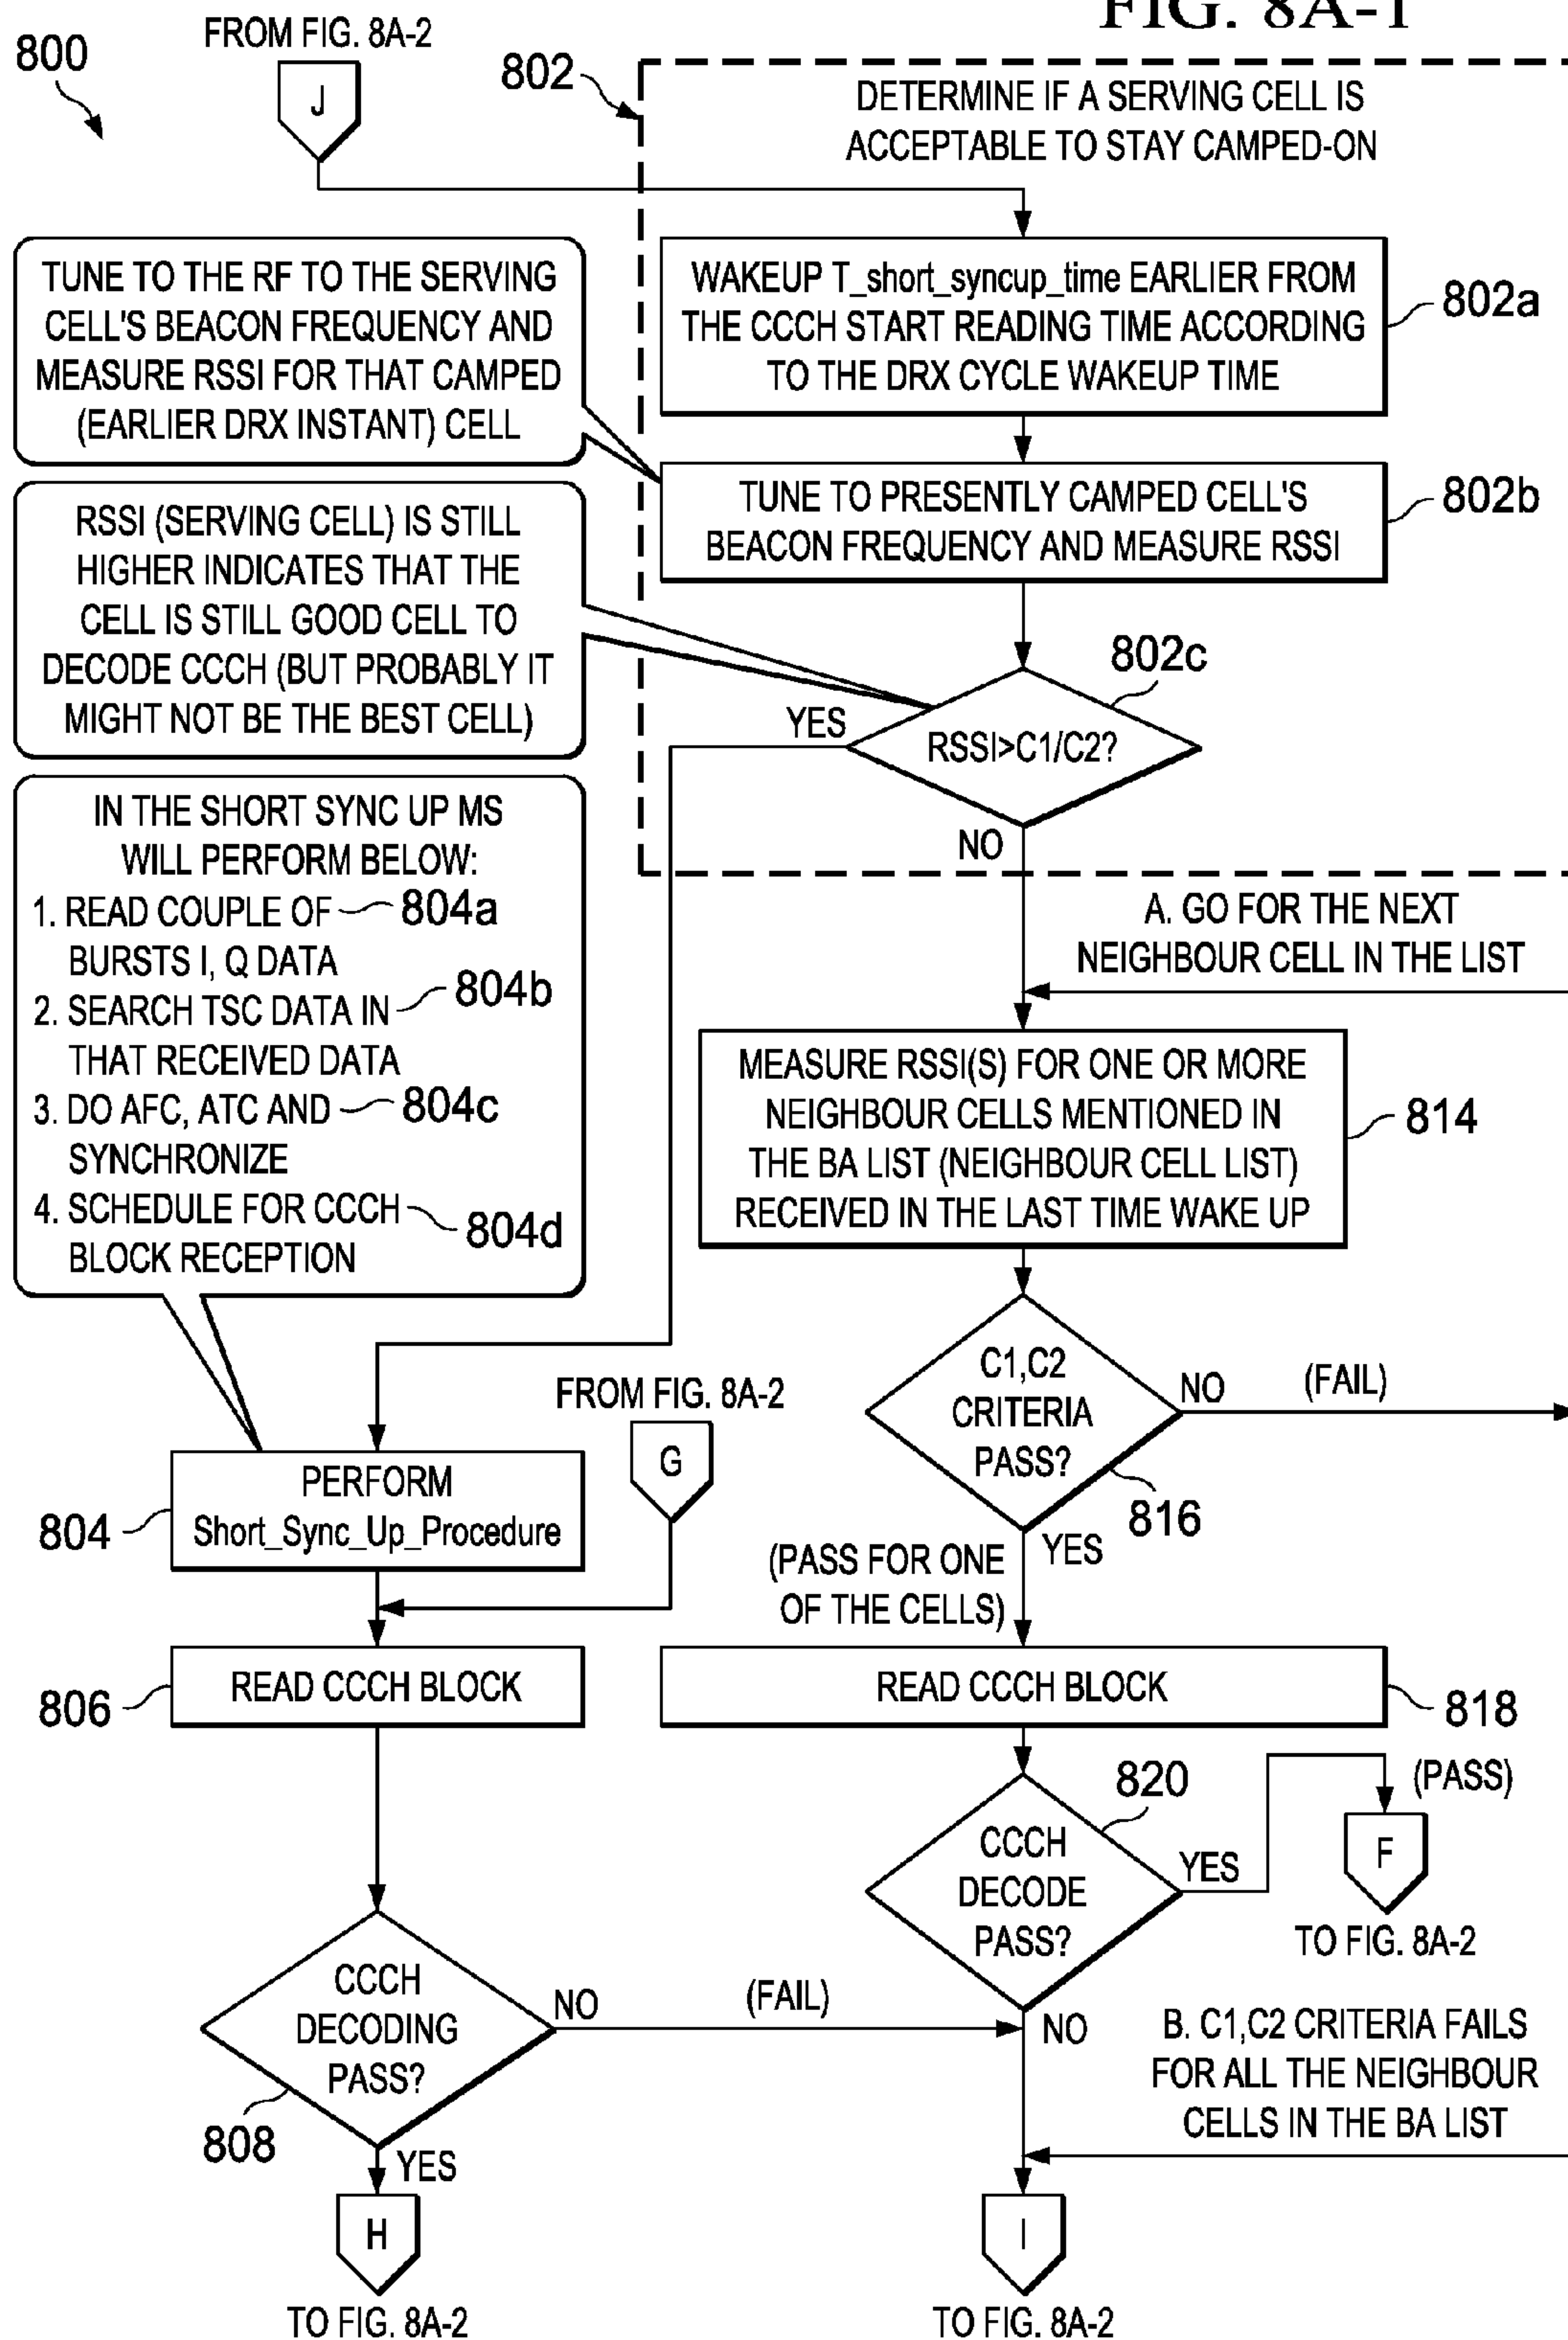 FIG. 8A-1
800
FROM FIG. 8A-2
J
802
DETERMINE IF A SERVING CELL IS
ACCEPTABLE TO STAY CAMPED-ON
TUNE TO THE RF TO THE SERVING
CELL'S BEACON FREQUENCY AND
MEASURE RSSI FOR THAT CAMPED
(EARLIER DRX INSTANT) CELL
WAKEUP T_short_syncup_time EARLIER FROM
THE CCCH START READING TIME ACCORDING
TO THE DRX CYCLE WAKEUP TIME
802a
TUNE TO PRESENTLY CAMPED CELL'S
BEACON FREQUENCY AND MEASURE RSSI
802b
RSSI (SERVING CELL) IS STILL
HIGHER INDICATES THAT THE
CELL IS STILL GOOD CELL TO
DECODE CCCH (BUT PROBABLY IT
MIGHT NOT BE THE BEST CELL)
802c
YES
RSSI>C1/C2?
NO
IN THE SHORT SYNC UP MS
WILL PERFORM BELOW:
1. READ COUPLE OF 804a
BURSTS I, Q DATA
2. SEARCH TSC DATA IN 804b
THAT RECEIVED DATA
3. DO AFC, ATC AND 804c
SYNCHRONIZE
4. SCHEDULE FOR CCCH 804d
BLOCK RECEPTION
A. GO FOR THE NEXT
NEIGHBOUR CELL IN THE LIST
MEASURE RSSI(S) FOR ONE OR MORE
NEIGHBOUR CELLS MENTIONED IN
THE BA LIST (NEIGHBOUR CELL LIST)
RECEIVED IN THE LAST TIME WAKE UP
814
C1,C2
CRITERIA
PASS?
NO
(FAIL)
816
YES
(PASS FOR ONE
OF THE CELLS)
FROM FIG. 8A-2
G
804
PERFORM
Short_Sync_Up_Procedure
806
READ CCCH BLOCK
READ CCCH BLOCK
818
820
CCCH
DECODE
PASS?
YES
(PASS)
F
TO FIG. 8A-2
CCCH
DECODING
PASS?
NO
(FAIL)
NO
808
YES
B. C1,C2 CRITERIA FAILS
FOR ALL THE NEIGHBOUR
CELLS IN THE BA LIST
H
TO FIG. 8A-2
I
TO FIG. 8A-2